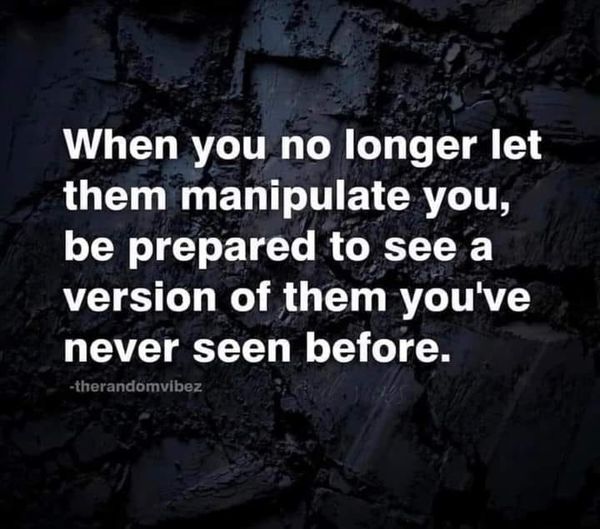 When you no longer let
them manipulate you,
be prepared to see a
version of them you've
never seen before.
-therandomvibez